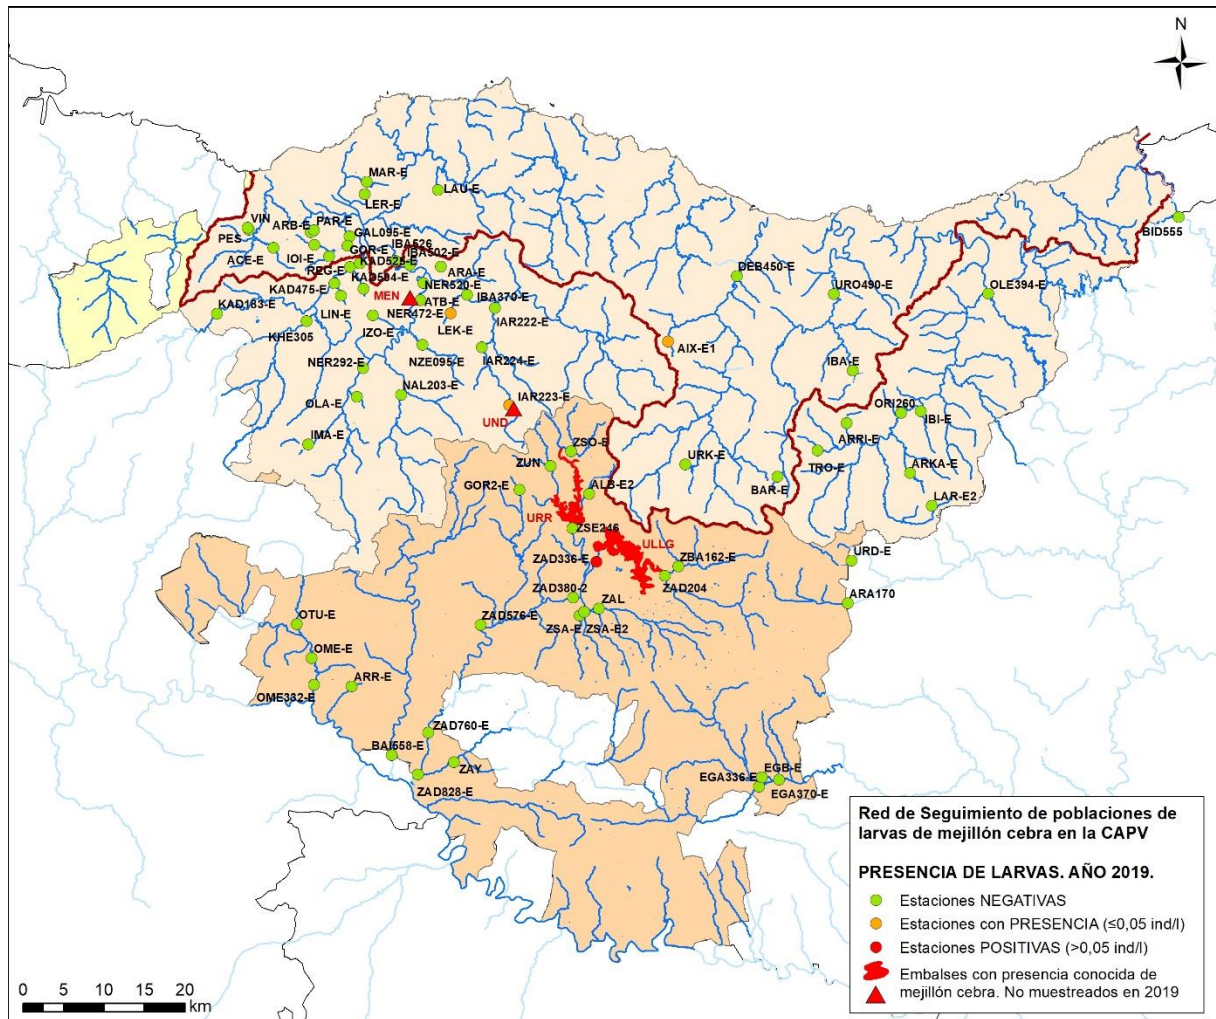 N
MAR-E
LAU-E
LER-E
VIN
ARB-E
PAR-E
PES
GAL095-E
IBA526
ACE-E
IOI-E
GOR-E
IBA502-E
BID555
REG-E
KAD525-E
ARA-E
DEB450-E
KAD504-E
NER520-E
URO490-E
OLE394-E
KAD475-E
MEN
ATB-E
IBA370-E
KAD183-E
LIN-E
NER472-E
IAR222-E
KHE305
IZO-E
LEK-E
AIX-E1
NER292-E
NZE095-E
IAR224-E
IBA-E
NAL203-E
OLA-E
IAR223-E
ORI260
UND
IBI-E
ARRI-E
IMA-E
ZSO-E
ZUN
URK-E
TRO-E
ARKA-E
GOR2-E
ALB-E2
BAR-E
LAR-E2
URR
ZSE246
ULLG
ZAD336-E
ZBA162-E
URD-E
ZAD204
ZAD380-2
ZAL
ARA170
OTU-E
ZAD576-E
ZSA-E
ZSA-E2
OME-E
ARR-E
OME332-E
ZAD760-E
BAI558-E
ZAY
EGA336-E
EGB-E
ZAD828-E
EGA370-E
Red de Seguimiento de poblaciones de
larvas de mejillón cebra en la CAPV
PRESENCIA DE LARVAS. AÑO 2019.
Estaciones NEGATIVAS
Estaciones con PRESENCIA (≤0,05 ind/l)
Estaciones POSITIVAS (>0,05 ind/l)
Embalses con presencia conocida de
mejillón cebra. No muestreados en 2019
0 5 10 15 20
km